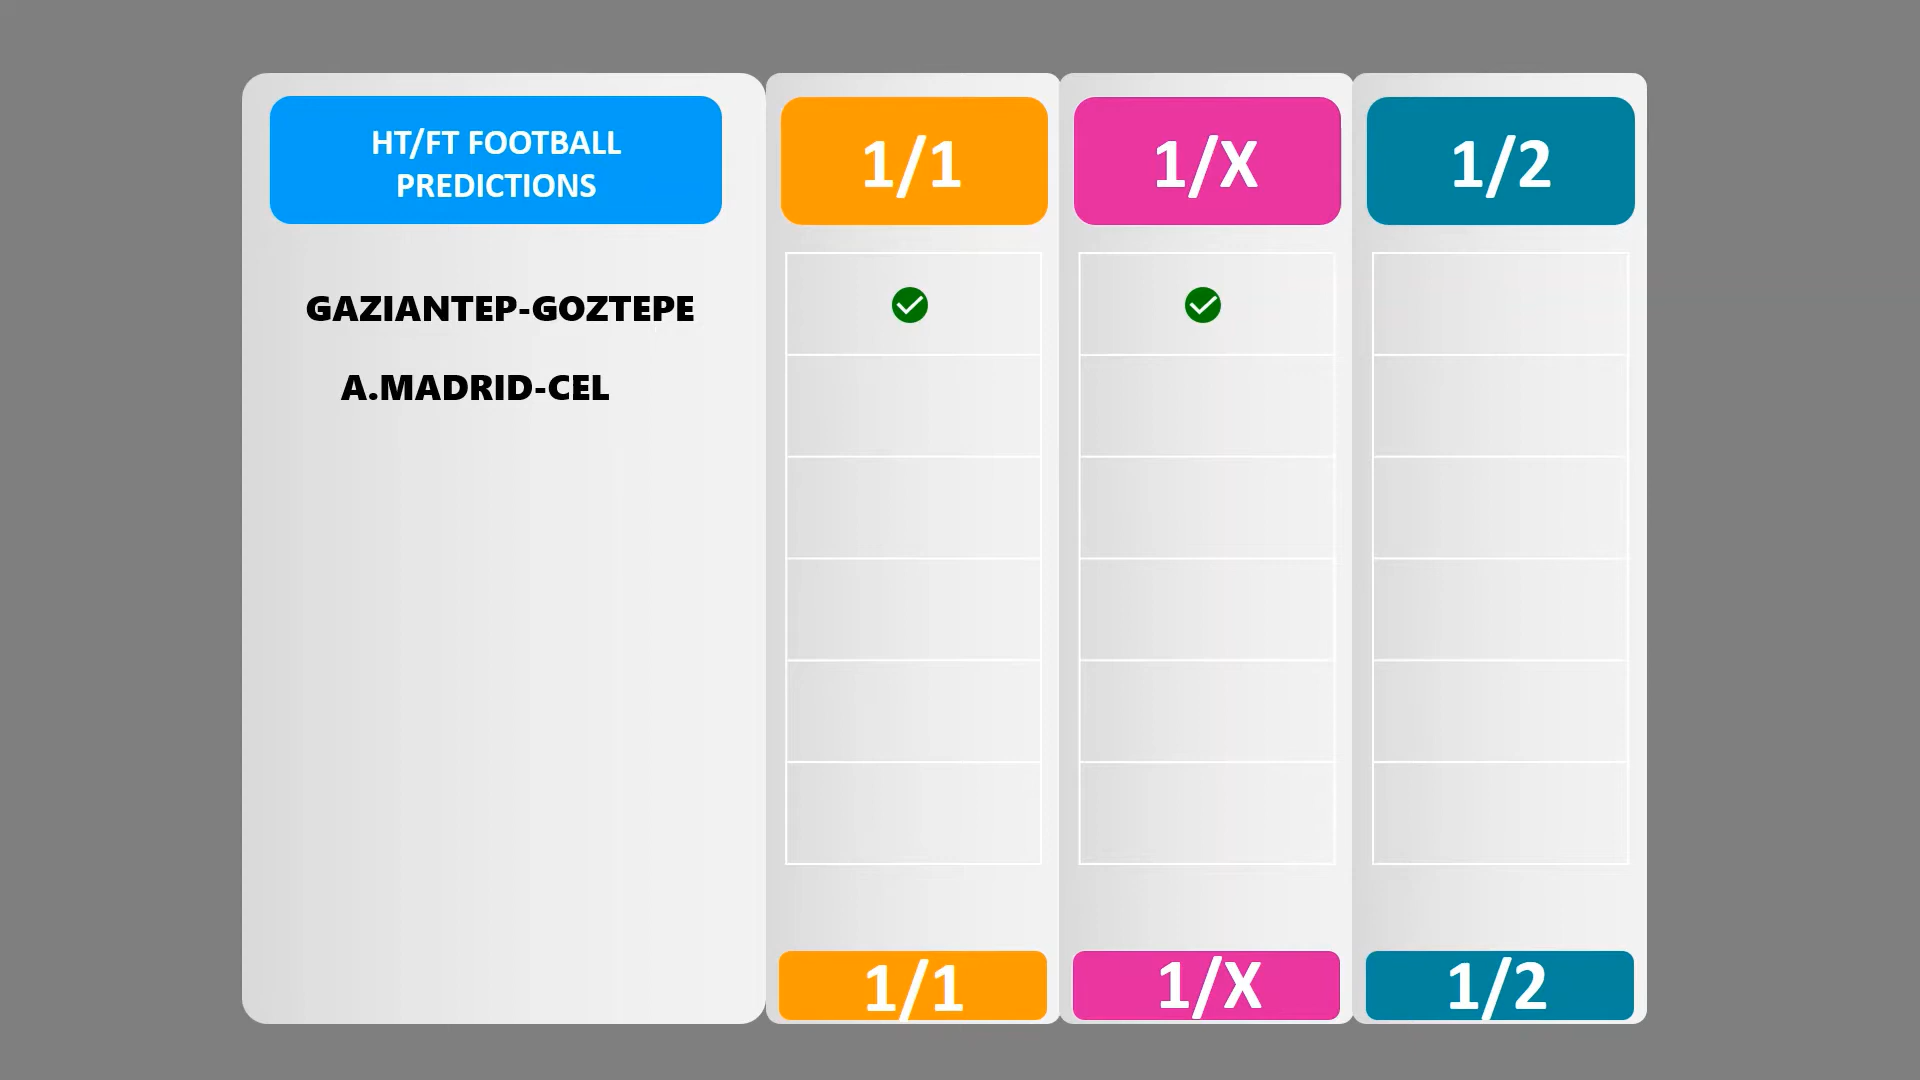 HT/FT FOOTBALL
PREDICTIONS
1/1
1/X
1/2
GAZIANTEP-GOZTEPE
A.MADRID-CEL
1/1
1/X
1/2